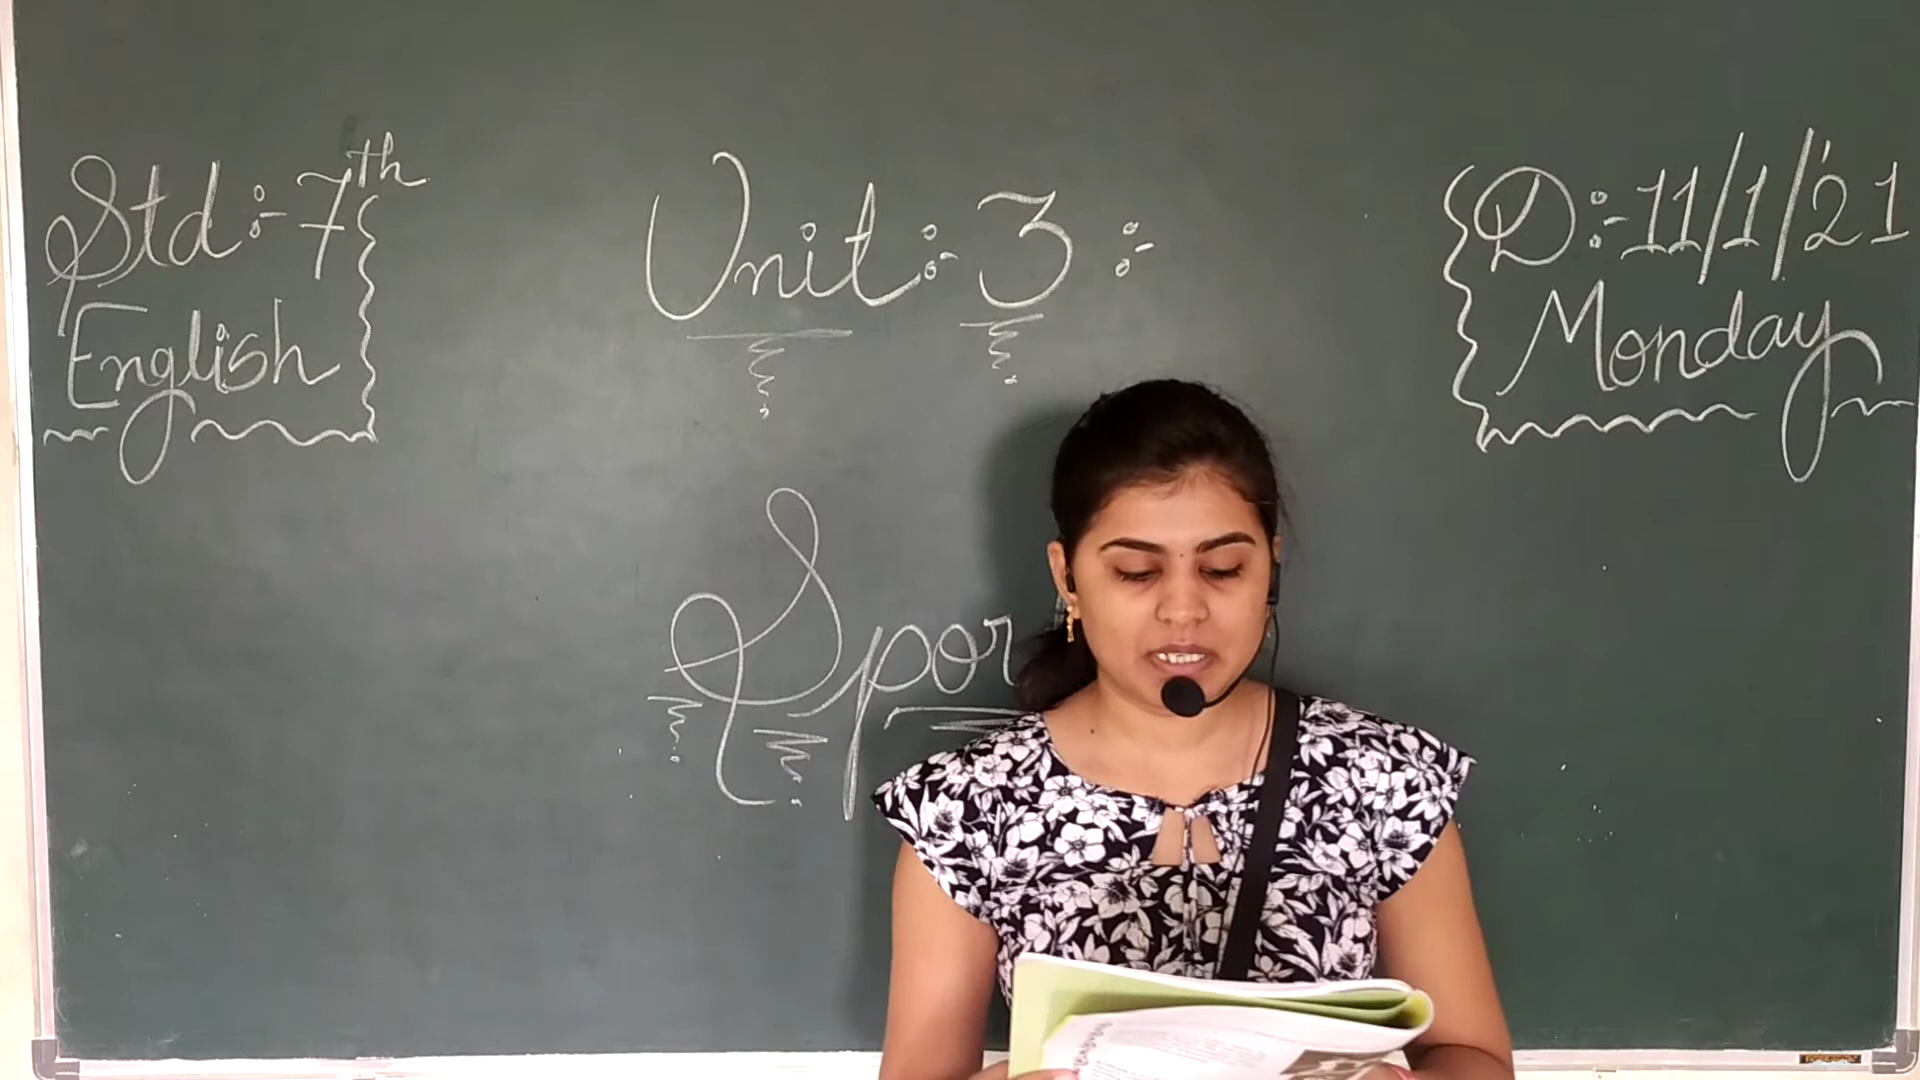 Std:- 7th
English
Unit:- 3 :-
D:- 11/1/'21
Monday
Spor